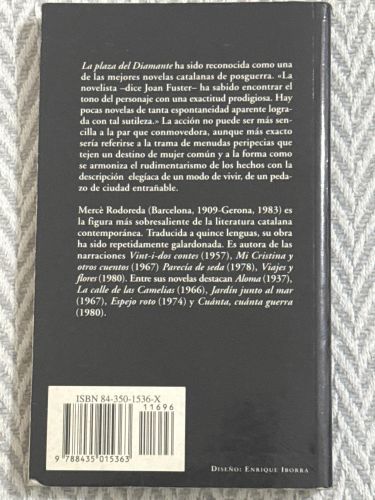 La plaza del Diamante ha sido reconocida como una
de las mejores novelas catalanas de posguerra. «La
novelista –dice Joan Fuster– ha sabido encontrar el
tono del personaje con una exactitud prodigiosa. Hay
pocas novelas de tanta espontaneidad aparente logra-
da con tal sutileza.» La acción no puede ser más sen-
cilla a la par que conmovedora, aunque más exacto
sería referirse a la trama de menudas peripecias que
tejen un destino de mujer común y a la forma como
se armoniza el rudimentarismo de los hechos con la
descripción elegíaca de un modo de vivir, de un peda-
zo de ciudad entrañable.
Mercè Rodoreda (Barcelona, 1909-Gerona, 1983) es
la figura más sobresaliente de la literatura catalana
contemporánea. Traducida a quince lenguas, su
obra ha sido repetidamente galardonada. Es autora de las
narraciones Vint-i-dos contes (1957), Mi Cristina y
otros cuentos (1967) Parecía de seda (1978), Viajes y
flores (1980). Entre sus novelas destacan Aloma (1937),
La calle de las Camelias (1966), Jardín junto al mar
(1967), Espejo roto (1974) y Cuánta, cuánta guerra
(1980).
ISBN 84-350-1536-X
11696
9 788435 015363
DISEÑO: ENRIQUE IBORRA